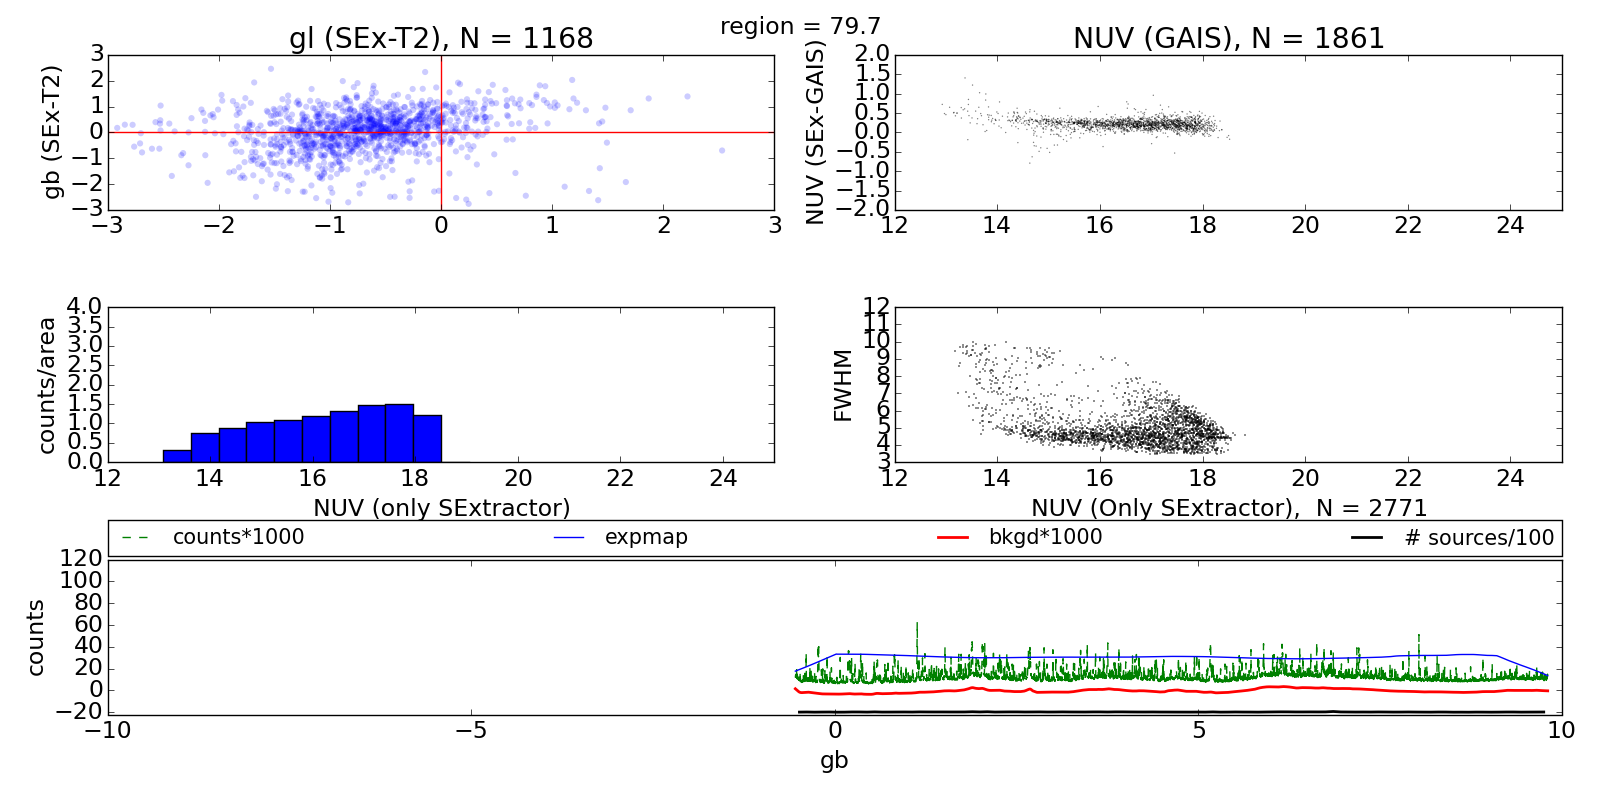 region = 79.7
gl (SEx-T2), N = 1168
gb (SEx-T2)
3
2
1
0
−1
−2
−3
−3 −2 −1 0 1 2 3
NUV (GAIS), N = 1861
NUV (SEx-GAIS)
2.0
1.5
1.0
0.5
0.0
−0.5
−1.0
−1.5
−2.0
12 14 16 18 20 22 24
counts/area
4.0
3.5
3.0
2.5
2.0
1.5
1.0
0.5
0.0
12 14 16 18 20 22 24
NUV (only SExtractor)
FWHM
12
11
10
9
8
7
6
5
4
3
12 14 16 18 20 22 24
NUV (Only SExtractor),  N = 2771
counts*1000 expmap bkgd*1000 # sources/100
counts
120
100
80
60
40
20
0
−20
−10 −5 0 5 10
gb